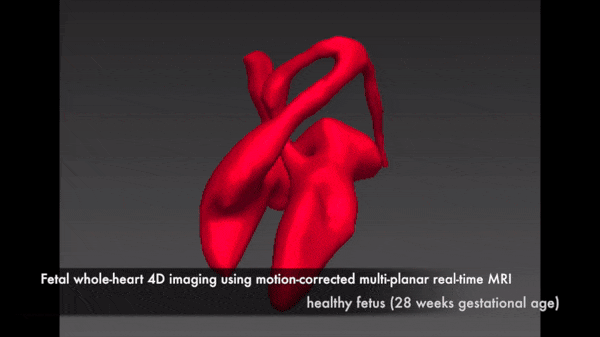 Fetal whole-heart 4D imaging using motion-corrected multi-planar real-time MRI
healthy fetus (28 weeks gestational age)